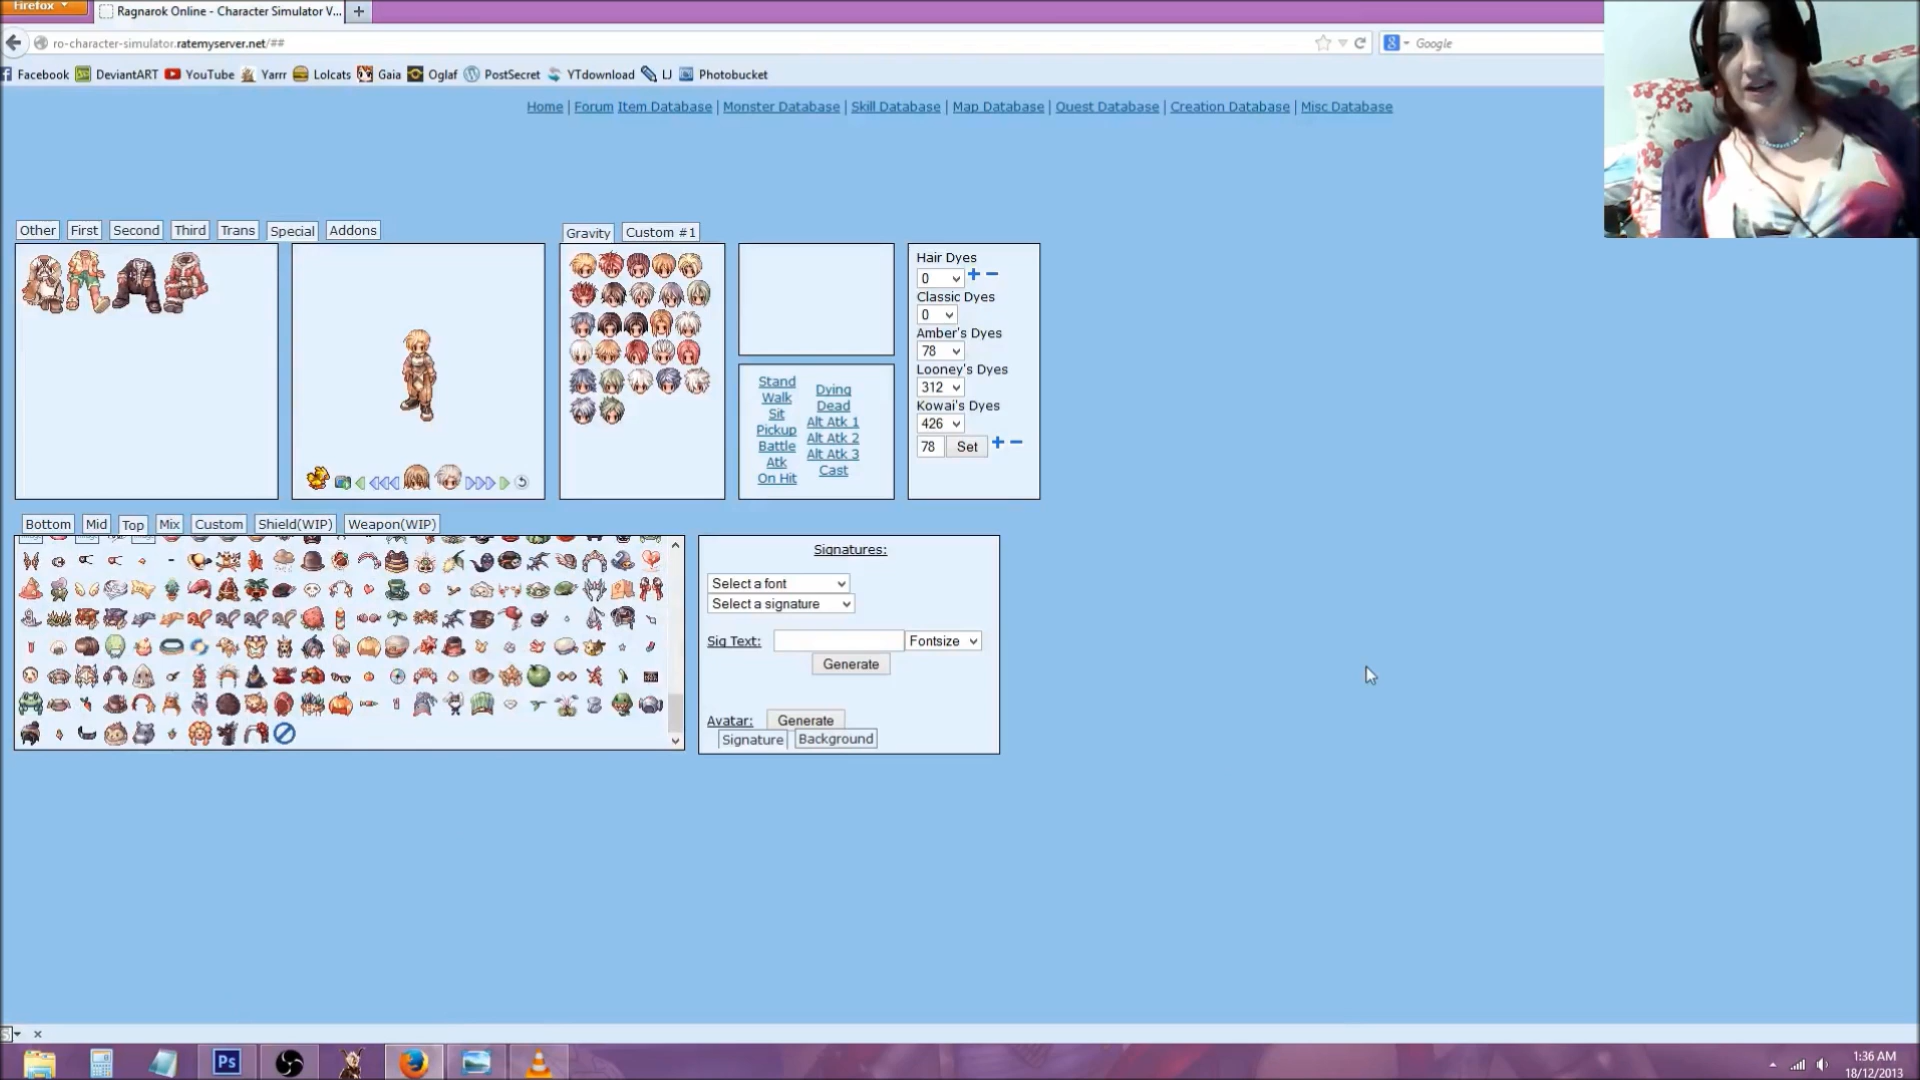 Firefox
Ragnarok Online - Character Simulator V...
ro-character-simulator.ratemyserver.net/##
Google
Facebook DeviantART YouTube Yarrr Lolcats Gaia Oglaf PostSecret YTdownload LJ Photobucket
Home | Forum Item Database | Monster Database | Skill Database | Map Database | Quest Database | Creation Database | Misc Database
Other First Second Third Trans Special Addons
Gravity Custom #1
Hair Dyes
0
Classic Dyes
0
Amber's Dyes
78
Looney's Dyes
312
Kowai's Dyes
426
78 Set
Stand
Walk
Sit
Pickup
Battle
Atk
On Hit
Dying
Dead
Alt Atk 1
Alt Atk 2
Alt Atk 3
Cast
Bottom Mid Top Mix Custom Shield(WIP) Weapon(WIP)
Signatures:
Select a font
Select a signature
Sig Text: Fontsize
Generate
Avatar: Generate
Signature Background
Ps
1:36 AM
18/12/2013